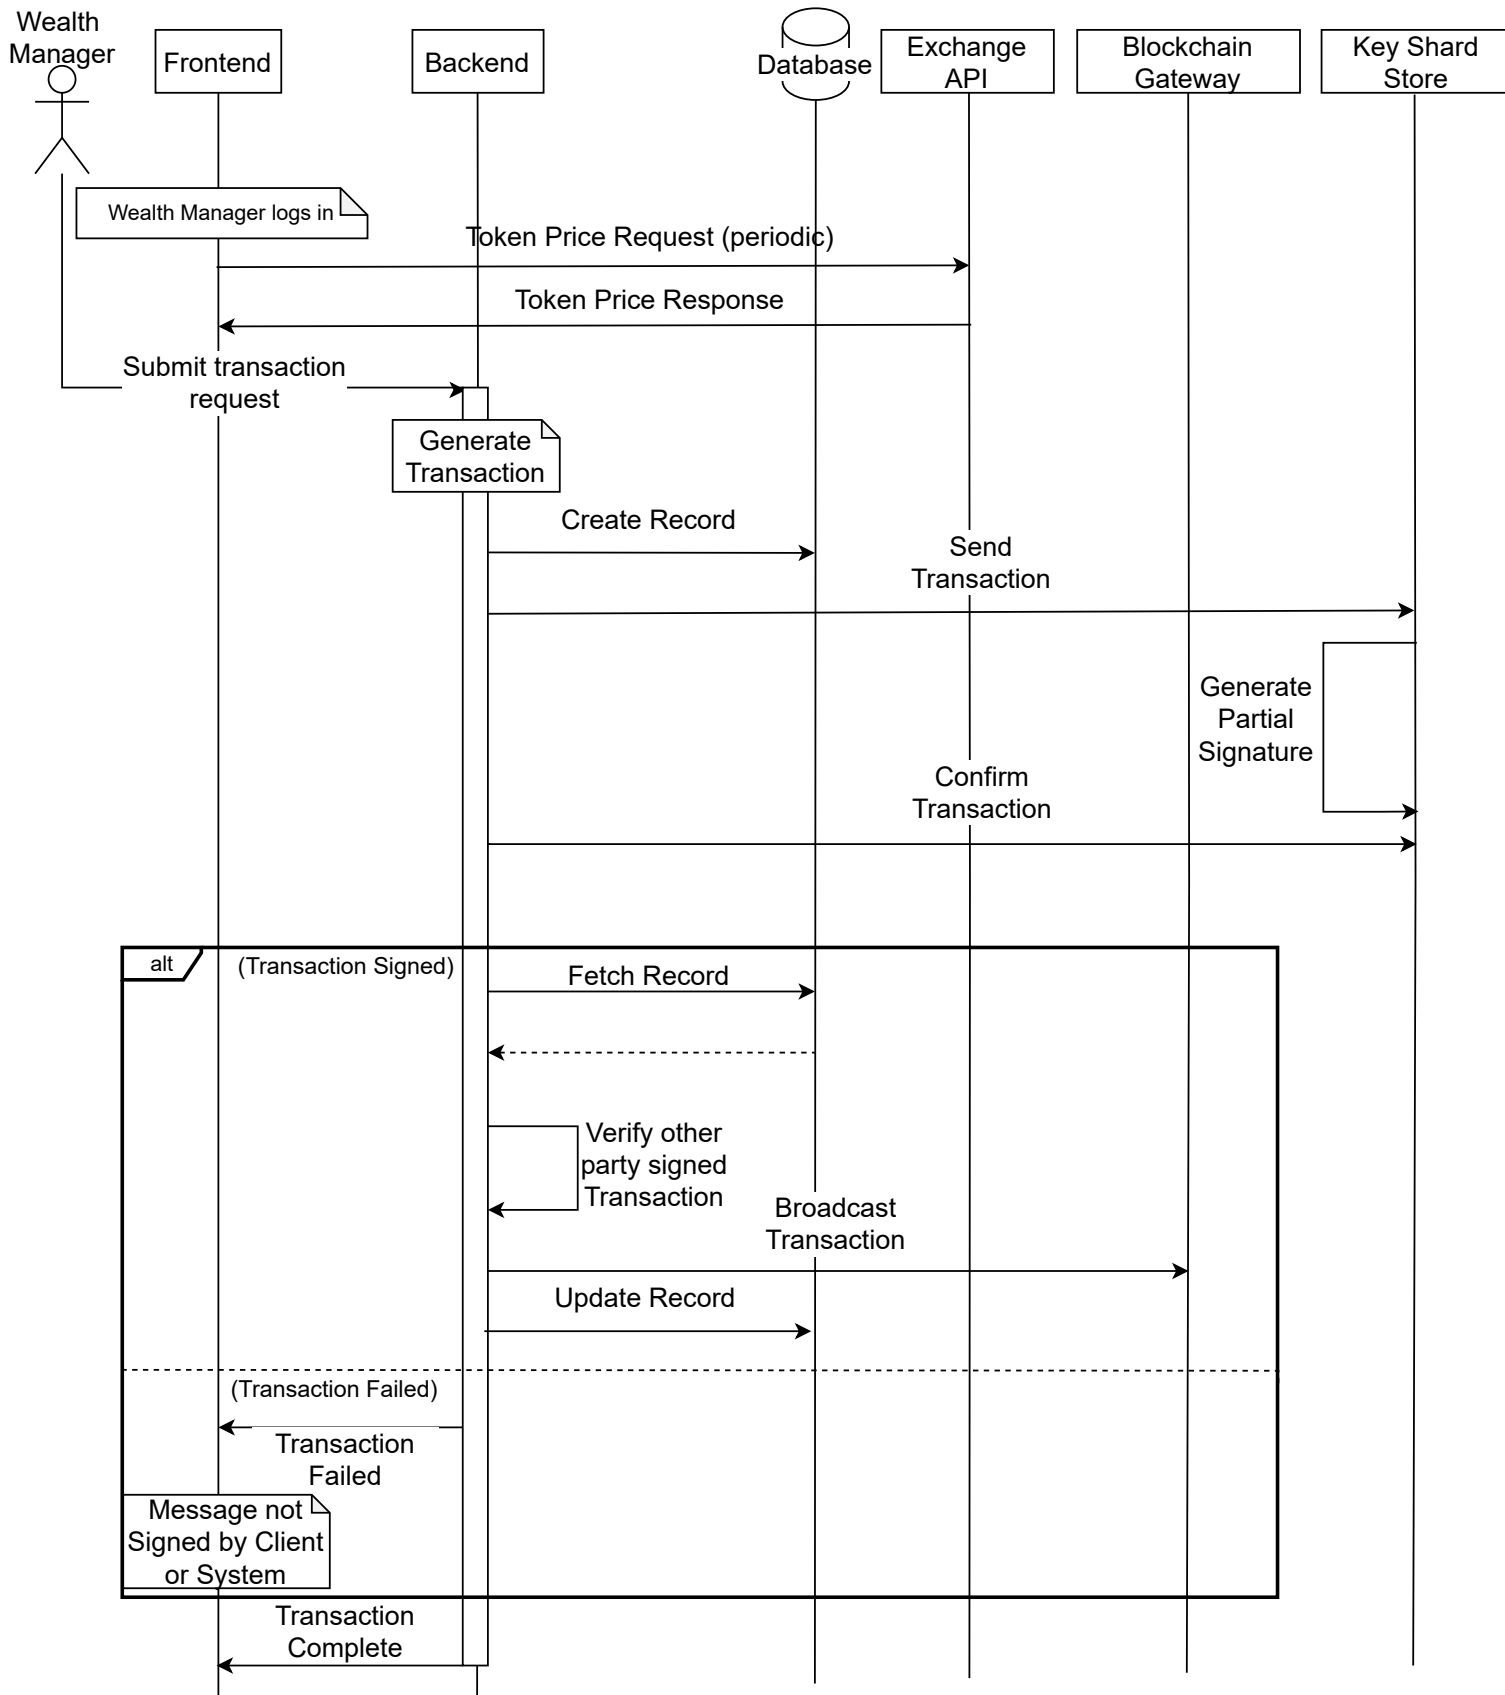 Wealth
Manager
Frontend
Backend
Database
Exchange
API
Blockchain
Gateway
Key Shard
Store
Wealth Manager logs in
Token Price Request (periodic)
Token Price Response
Submit transaction
request
Generate
Transaction
Create Record
Send
Transaction
Generate
Partial
Signature
Confirm
Transaction
alt
(Transaction Signed)
Fetch Record
Verify other
party signed
Transaction
Broadcast
Transaction
Update Record
(Transaction Failed)
Transaction
Failed
Message not
Signed by Client
or System
Transaction
Complete